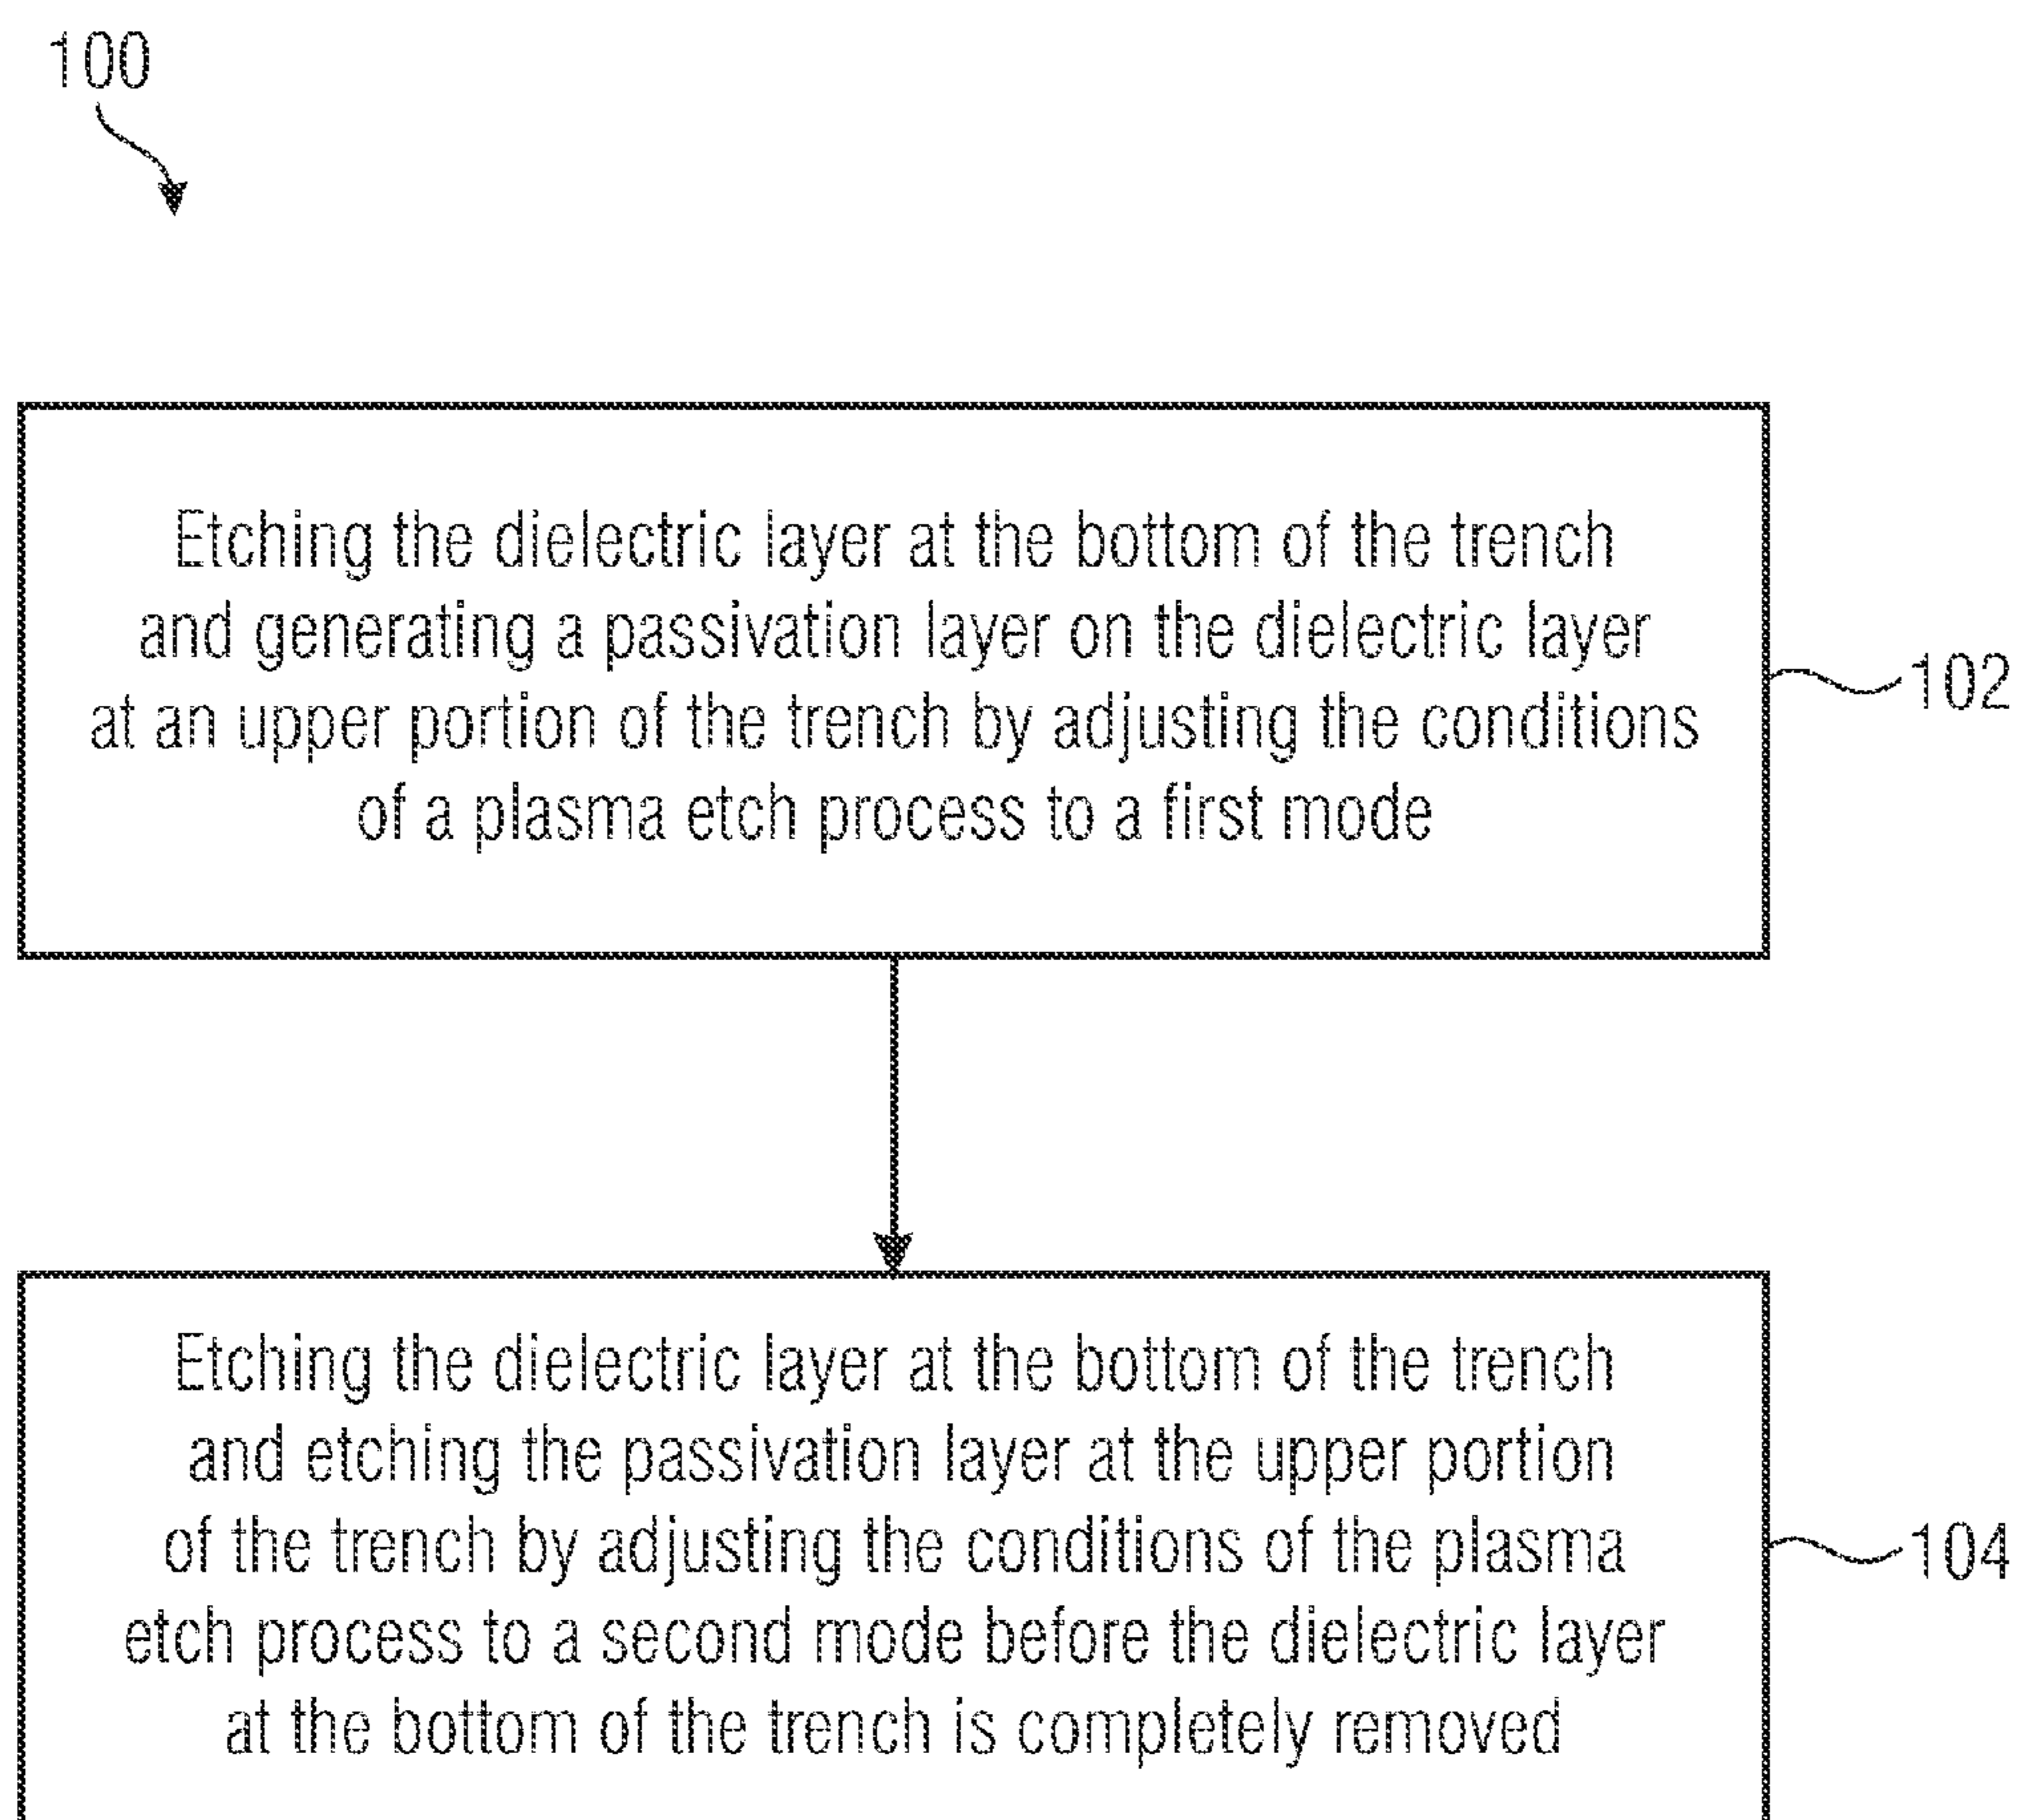 100
Etching the dielectric layer at the bottom of the trench
and generating a passivation layer on the dielectric layer
at an upper portion of the trench by adjusting the conditions
of a plasma etch process to a first mode
102
Etching the dielectric layer at the bottom of the trench
and etching the passivation layer at the upper portion
of the trench by adjusting the conditions of the plasma
etch process to a second mode before the dielectric layer
at the bottom of the trench is completely removed
104